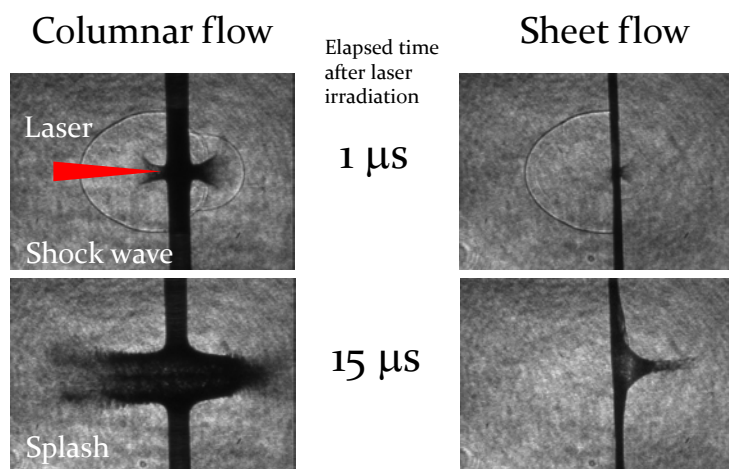 Columnar flow
Elapsed time
after laser
irradiation
Sheet flow
Laser
1 μs
Shock wave
15 μs
Splash